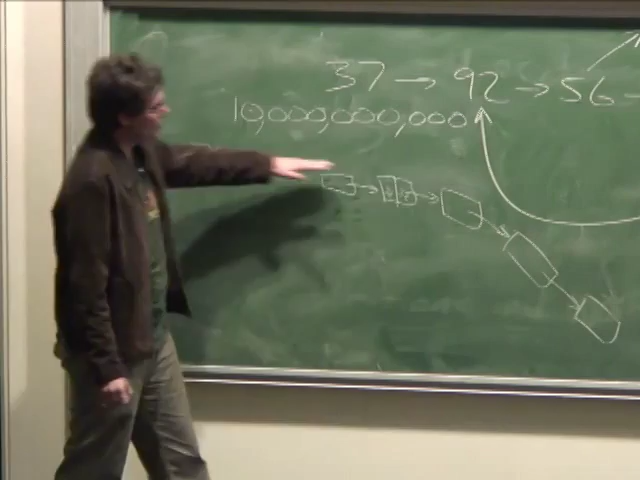 37 → 92 → 56 →
10,000,000,000